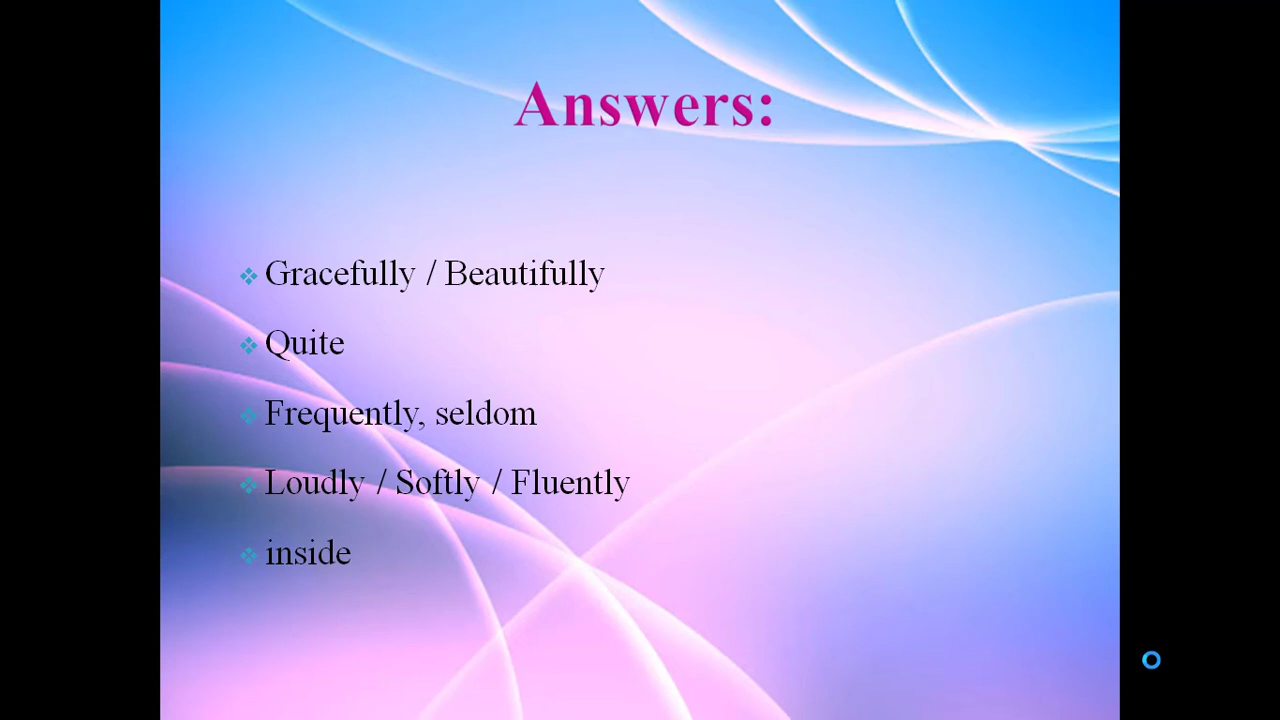 Answers:
Gracefully / Beautifully
Quite
Frequently, seldom
Loudly / Softly / Fluently
inside